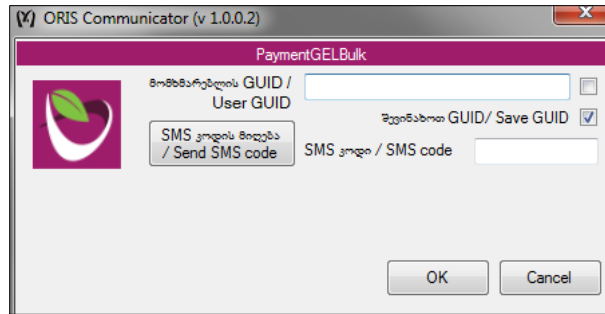 ORIS Communicator (v 1.0.0.2)
PaymentGELBulk
მომხმარებლის GUID /
User GUID
შევინახოთ GUID/ Save GUID
SMS კოდის მიღება
/ Send SMS code
SMS კოდი / SMS code
OK
Cancel